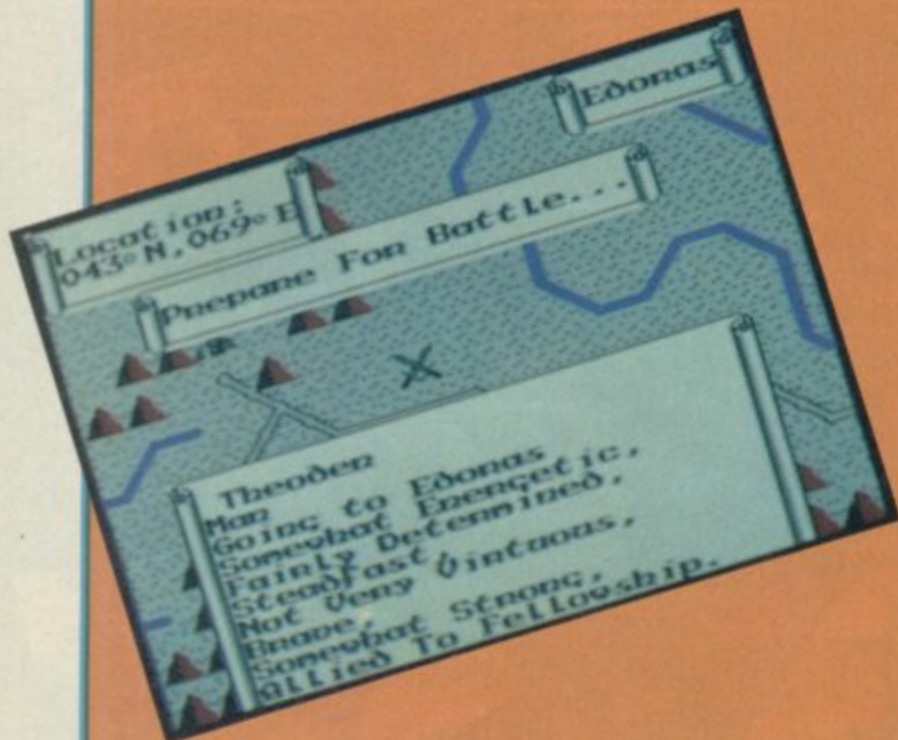 Edoras
Location:
043° N, 069° E
Prepare For Battle...
Theoden
Man
Going to Edoras
Somewhat Energetic,
Fairly Determined,
Steadfast,
Not Very Virtuous,
Brave,
Somewhat Strong,
Allied To Fellowship.